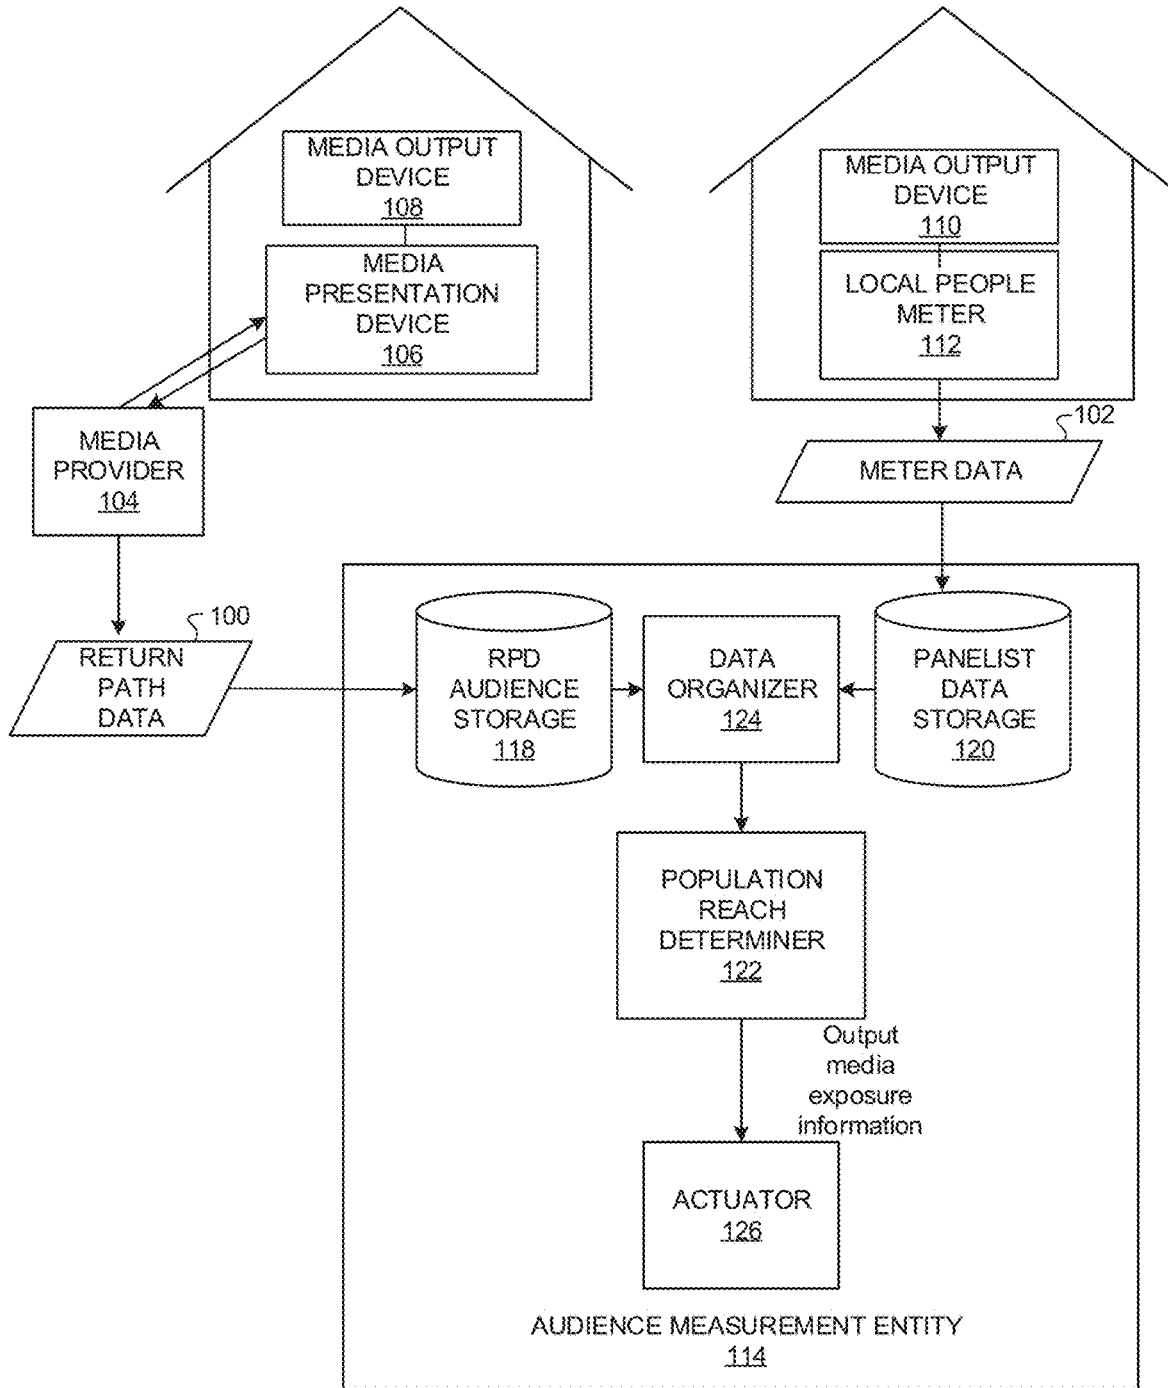 MEDIA OUTPUT
DEVICE
108
MEDIA
PRESENTATION
DEVICE
106
MEDIA OUTPUT
DEVICE
110
LOCAL PEOPLE
METER
112
MEDIA
PROVIDER
104
102
METER DATA
100
RETURN
PATH
DATA
RPD
AUDIENCE
STORAGE
118
DATA
ORGANIZER
124
PANELIST
DATA
STORAGE
120
POPULATION
REACH
DETERMINER
122
Output
media
exposure
information
ACTUATOR
126
AUDIENCE MEASUREMENT ENTITY
114